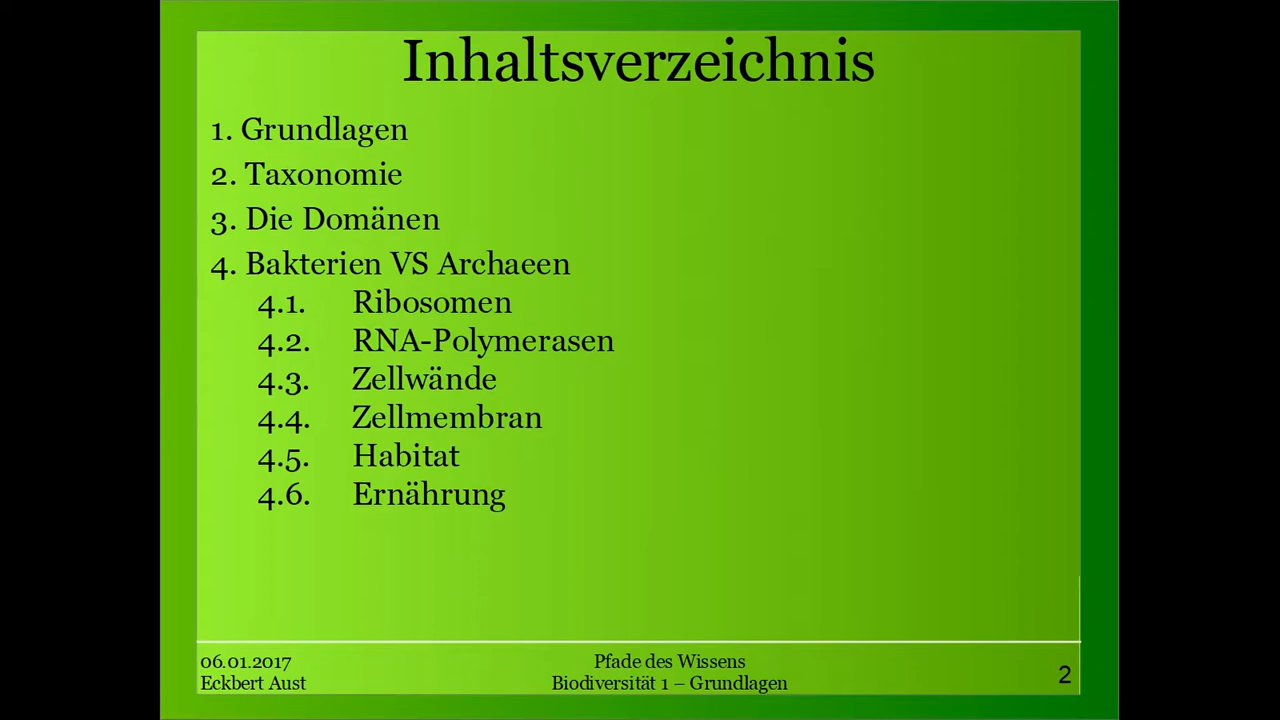 Inhaltsverzeichnis
1. Grundlagen
2. Taxonomie
3. Die Domänen
4. Bakterien VS Archaeen
4.1. Ribosomen
4.2. RNA-Polymerasen
4.3. Zellwände
4.4. Zellmembran
4.5. Habitat
4.6. Ernährung
06.01.2017
Eckbert Aust
Pfade des Wissens
Biodiversität 1 – Grundlagen
2